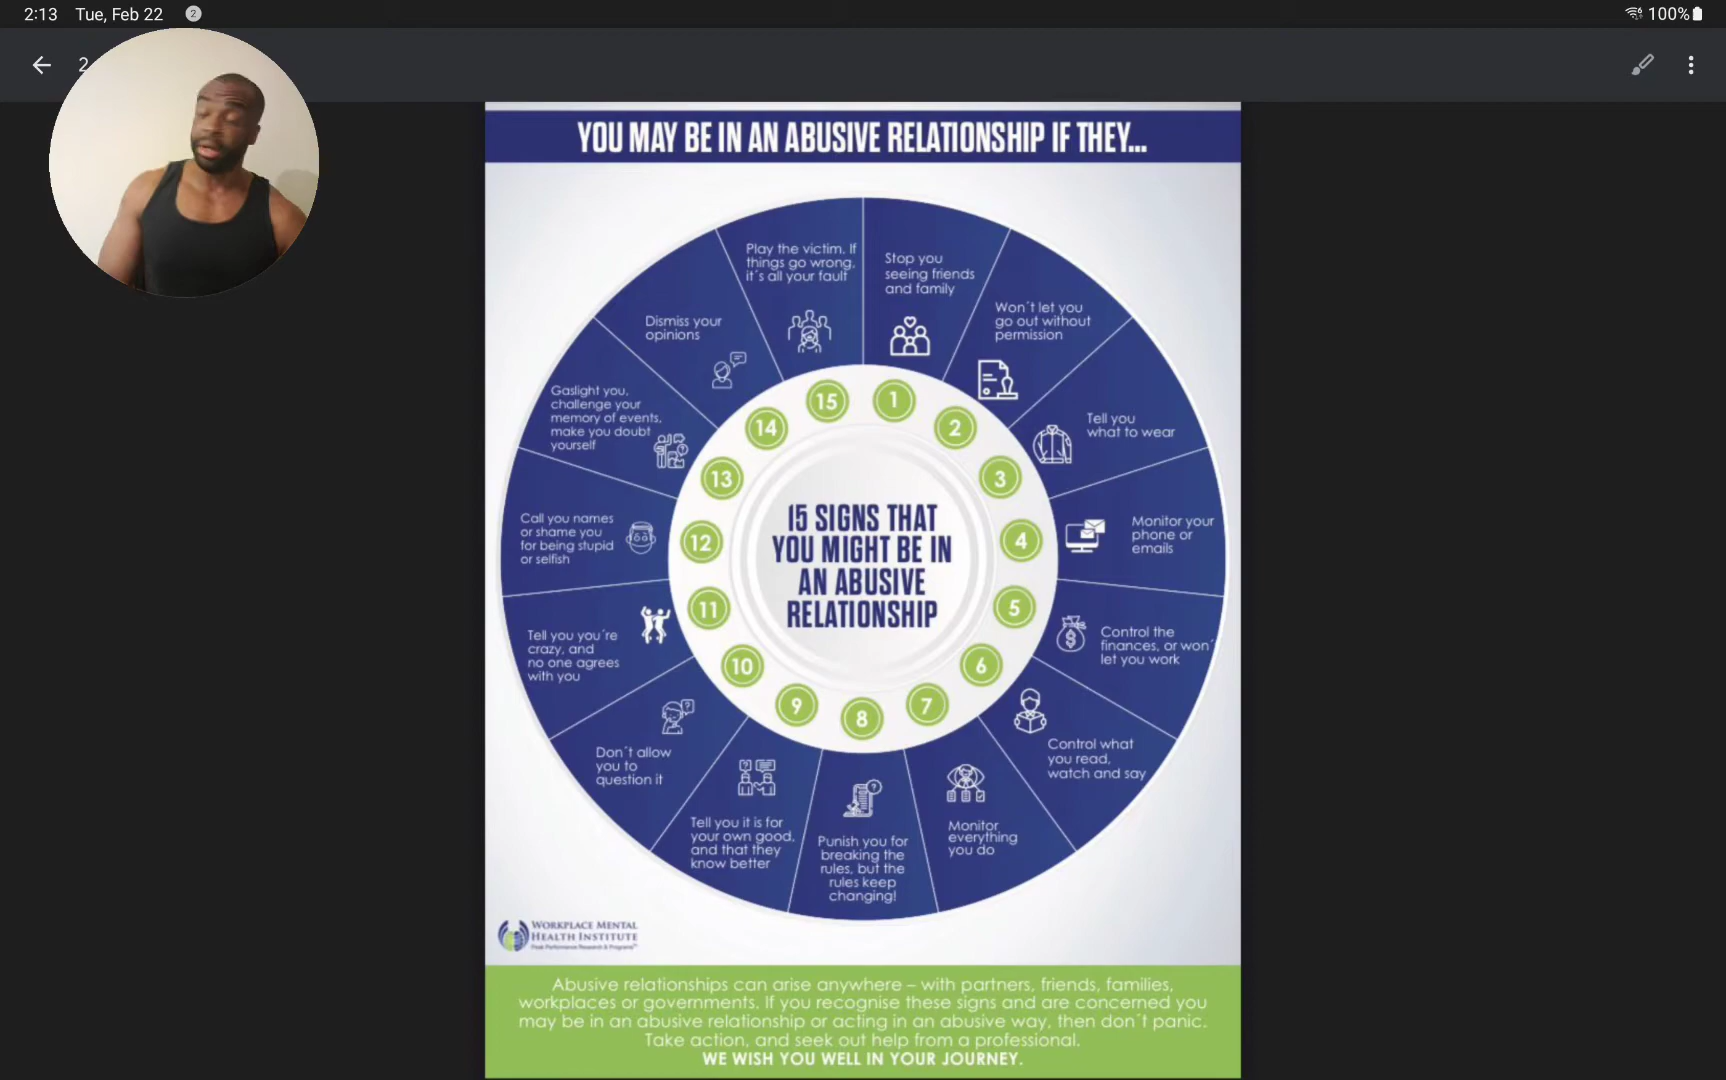 2:13 Tue, Feb 22 2
100%
2
YOU MAY BE IN AN ABUSIVE RELATIONSHIP IF THEY...
Play the victim. If
things go wrong,
it´s all your fault
Stop you
seeing friends
and family
Won´t let you
go out without
permission
Tell you
what to wear
Monitor your
phone or
emails
Control the
finances, or won´
let you work
Control what
you read,
watch and say
Monitor
everything
you do
Punish you for
breaking the
rules, but the
rules keep
changing!
Tell you it is for
your own good,
and that they
know better
Don´t allow
you to
question it
Tell you you´re
crazy, and
no one agrees
with you
Call you names
or shame you
for being stupid
or selfish
Gaslight you,
challenge your
memory of events,
make you doubt
yourself
Dismiss your
opinions
1
2
3
4
5
6
7
8
9
10
11
12
13
14
15
15 SIGNS THAT
YOU MIGHT BE IN
AN ABUSIVE
RELATIONSHIP
WORKPLACE MENTAL
HEALTH INSTITUTE
Peak Performance Research & Programs™
Abusive relationships can arise anywhere – with partners, friends, families,
workplaces or governments. If you recognise these signs and are concerned you
may be in an abusive relationship or acting in an abusive way, then don´t panic.
Take action, and seek out help from a professional.
WE WISH YOU WELL IN YOUR JOURNEY.